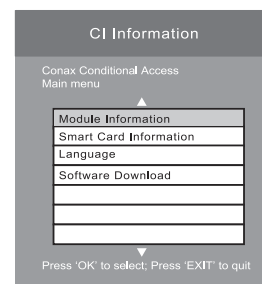 CI Information
Conax Conditional Access
Main menu
Module Information
Smart Card Information
Language
Software Download
Press 'OK' to select; Press 'EXIT' to quit